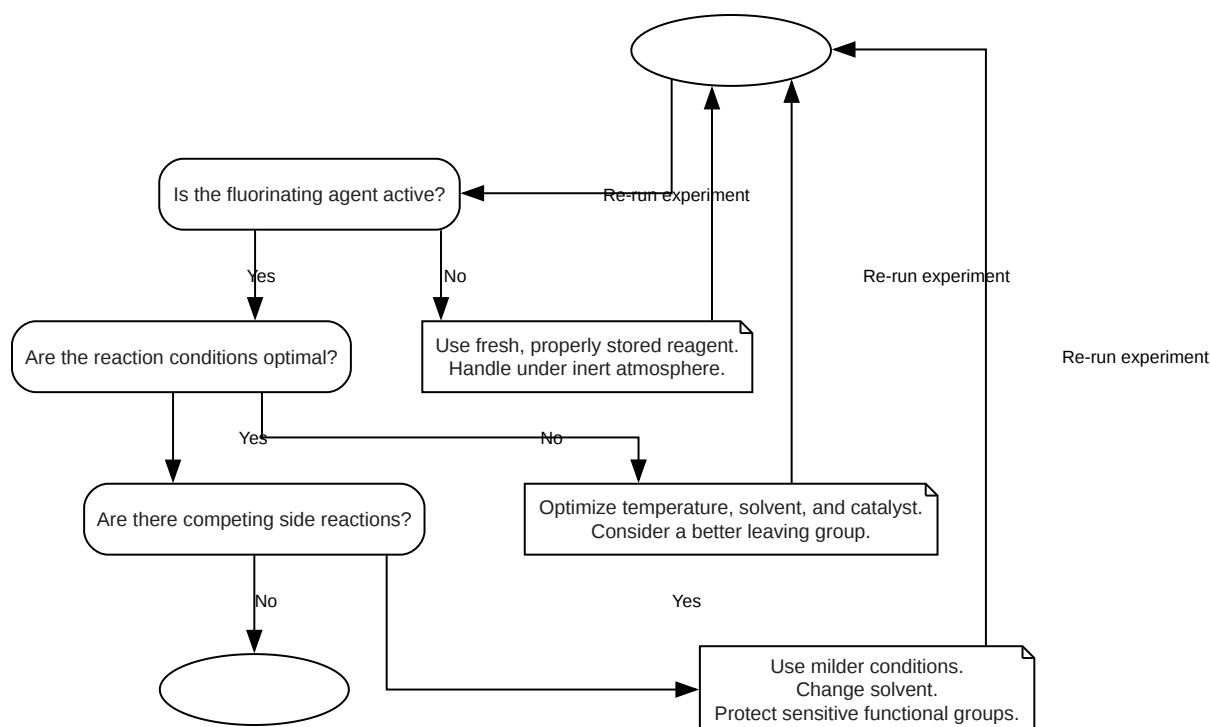 Is the fluorinating agent active?
Re-run experiment
Yes
No
Re-run experiment
Are the reaction conditions optimal?
Use fresh, properly stored reagent.
Handle under inert atmosphere.
Re-run experiment
Yes
No
Are there competing side reactions?
Optimize temperature, solvent, and catalyst.
Consider a better leaving group.
No
Yes
Use milder conditions.
Change solvent.
Protect sensitive functional groups.